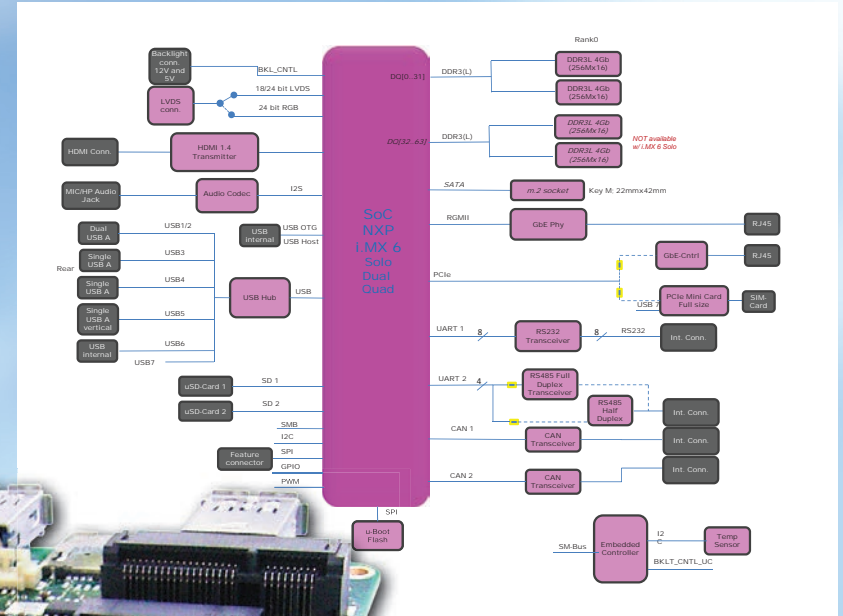 Rank0
Backlight
conn.
12V and
5V
BKL_CNTL
LVDS
conn.
18/24 bit LVDS
24 bit RGB
HDMI Conn.
HDMI 1.4
Transmitter
MIC/HP Audio
Jack
Audio Codec
I2S
Dual
USB A
USB1/2
USB
internal
USB OTG
USB Host
Rear
Single
USB A
USB3
Single
USB A
USB4
USB Hub
USB
Single
USB A
vertical
USB5
USB
internal
USB6
USB7
uSD-Card 1
SD 1
uSD-Card 2
SD 2
SMB
I2C
Feature
connector
SPI
GPIO
PWM
SoC
NXP
i.MX 6
Solo
Dual
Quad
SPI
u-Boot
Flash
DQ[0..31]
DDR3(L)
DDR3L 4Gb
(256Mx16)
DDR3L 4Gb
(256Mx16)
DQ[32..63]
DDR3(L)
DDR3L 4Gb
(256Mx16)
DDR3L 4Gb
(256Mx16)
NOT available
w/ i.MX 6 Solo
SATA
m.2 socket
Key M: 22mmx42mm
RGMII
GbE Phy
RJ45
PCIe
GbE-Cntrl
RJ45
USB 7
PCIe Mini Card
Full size
SIM-
Card
UART 1
8
RS232
Transceiver
8
RS232
Int. Conn.
UART 2
4
RS485 Full
Duplex
Transceiver
RS485
Half
Duplex
Int. Conn.
CAN 1
CAN
Transceiver
Int. Conn.
CAN 2
CAN
Transceiver
Int. Conn.
SM-Bus
Embedded
Controller
I2
C
Temp
Sensor
BKLT_CNTL_UC